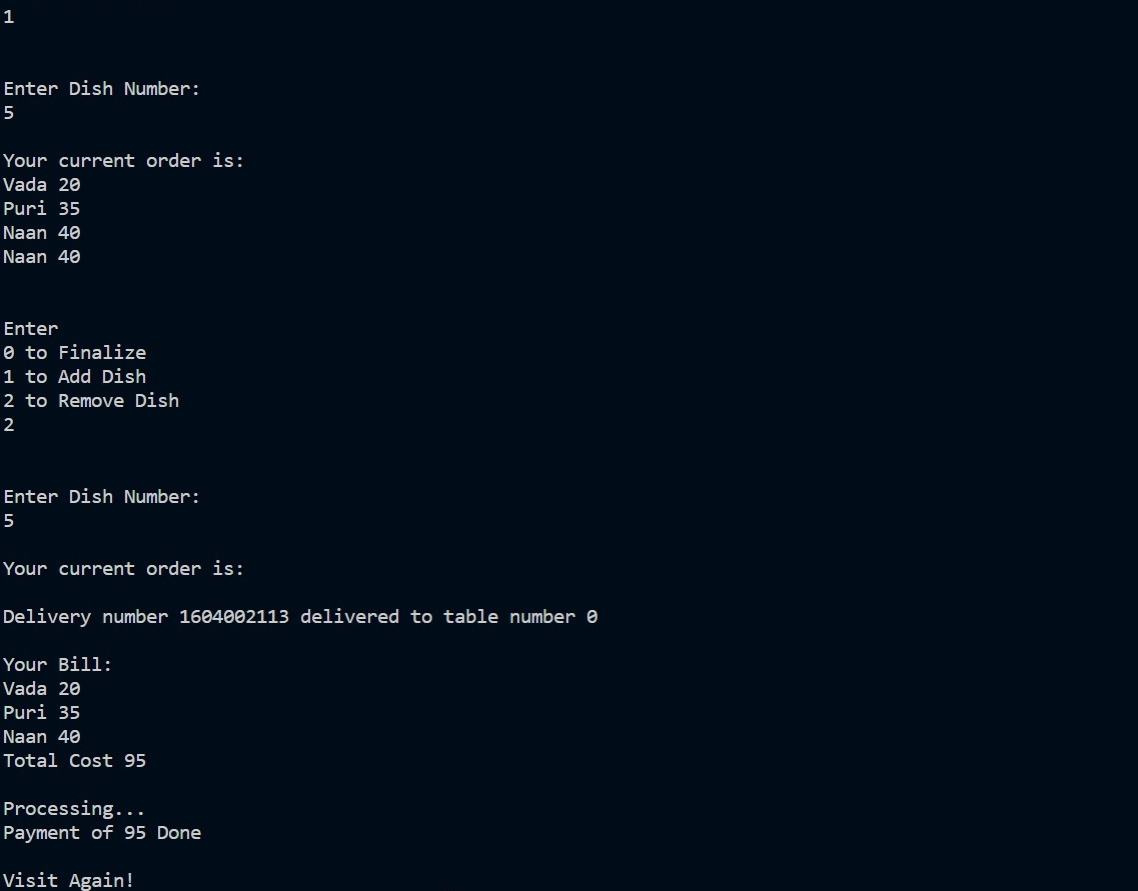 1
Enter Dish Number:
5
Your current order is:
Vada 20
Puri 35
Naan 40
Naan 40
Enter
0 to Finalize
1 to Add Dish
2 to Remove Dish
2
Enter Dish Number:
5
Your current order is:
Delivery number 1604002113 delivered to table number 0
Your Bill:
Vada 20
Puri 35
Naan 40
Total Cost 95
Processing...
Payment of 95 Done
Visit Again!